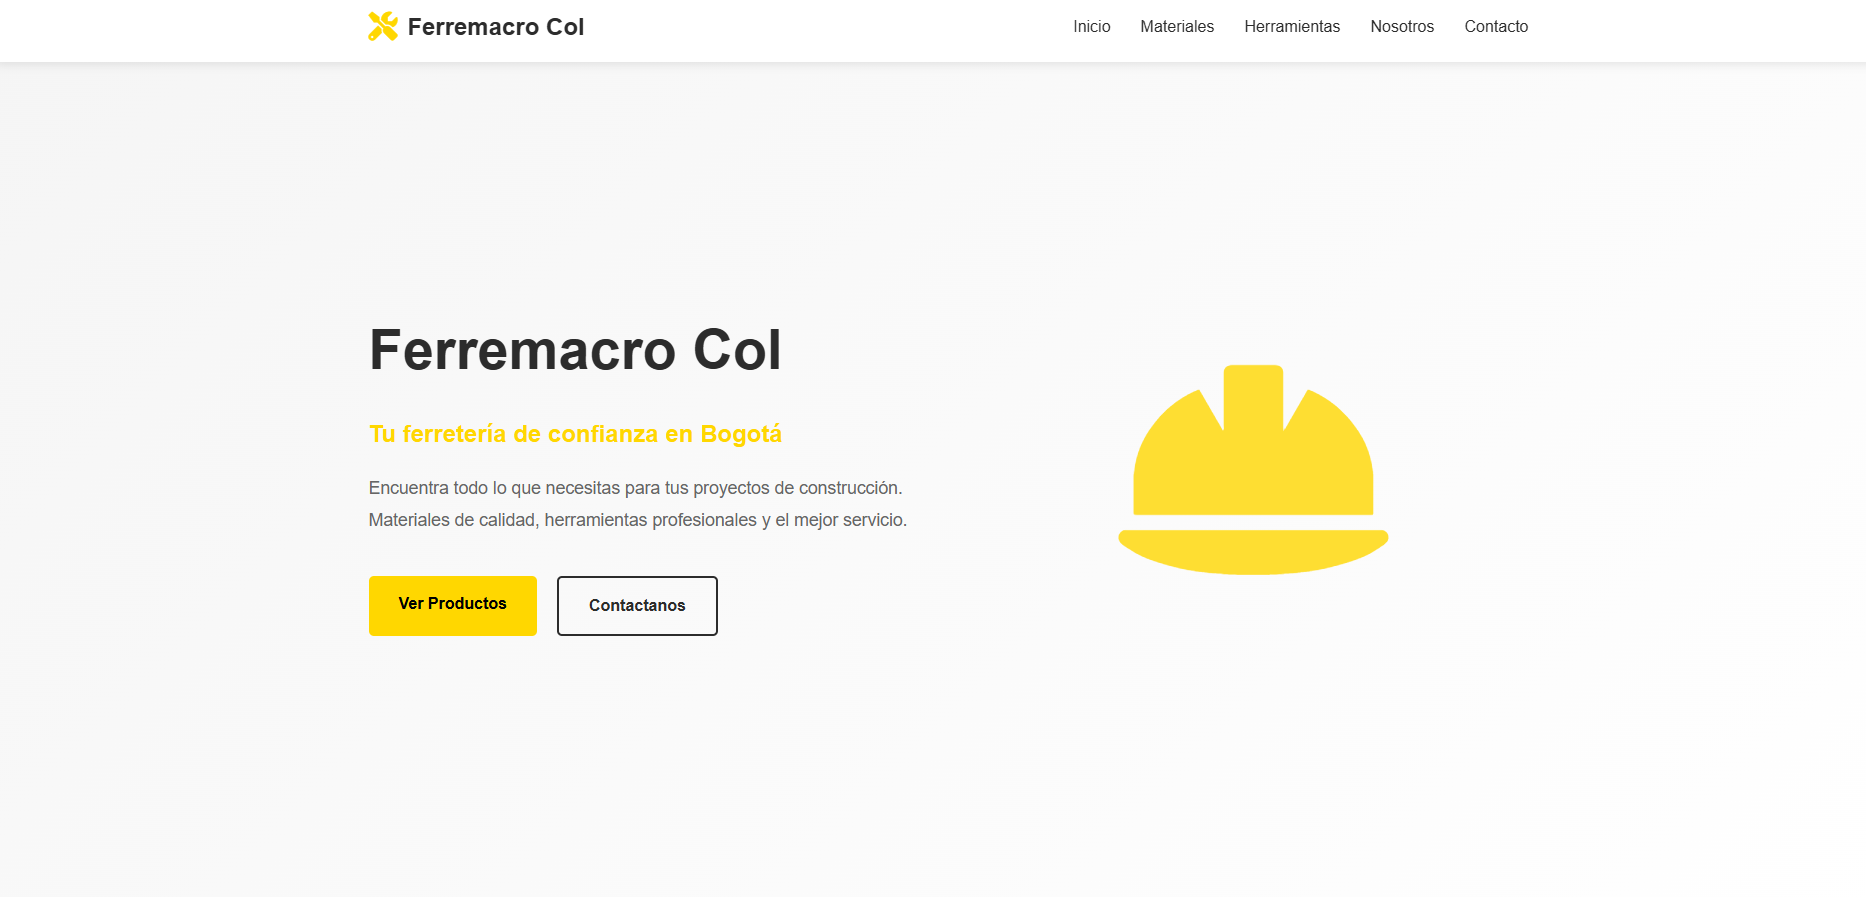 Ferremacro Col
Inicio Materiales Herramientas Nosotros Contacto
Ferremacro Col
Tu ferretería de confianza en Bogotá
Encuentra todo lo que necesitas para tus proyectos de construcción.
Materiales de calidad, herramientas profesionales y el mejor servicio.
Ver Productos
Contactanos